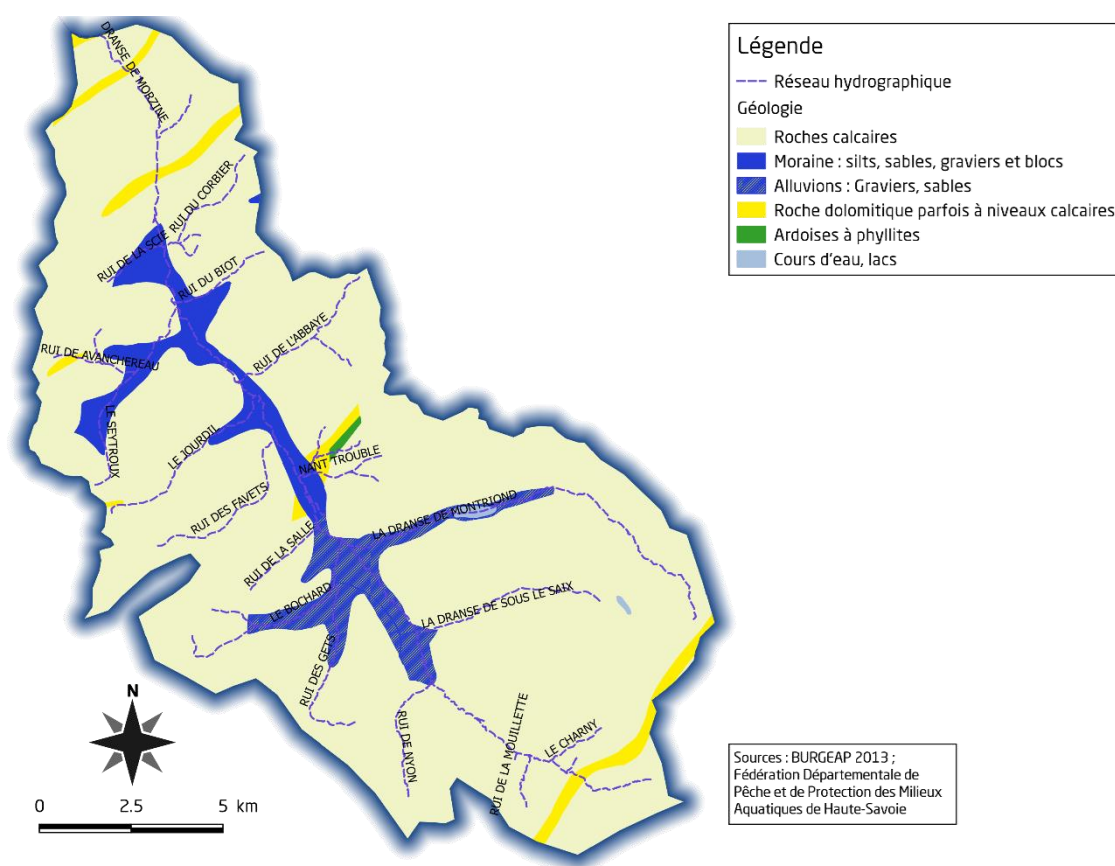 DRANSE DE MORZINE
RUI DU CORBIER
RUI DE LA SCIE
RUI DU BIOT
RUI DE L'ABBAYE
RUI DE AVANCHEREAU
LE SEYTROUX
LE JOURDIL
NANT TROUBLE
RUI DES FAVETS
LA DRANSE DE MONTRIOND
RUI DE LA SALLE
LE BOCHARD
LA DRANSE DE SOUS LE SAIX
RUI DES GETS
RUI DE NYON
RUI DE LA MOUILLETTE
LE CHARNY
N
0 2.5 5 km
Légende
Réseau hydrographique
Géologie
Roches calcaires
Moraine : silts, sables, graviers et blocs
Alluvions : Graviers, sables
Roche dolomitique parfois à niveaux calcaires
Ardoises à phyllites
Cours d'eau, lacs
Sources : BURGEAP 2013 ;
Fédération Départementale de
Pêche et de Protection des Milieux
Aquatiques de Haute-Savoie